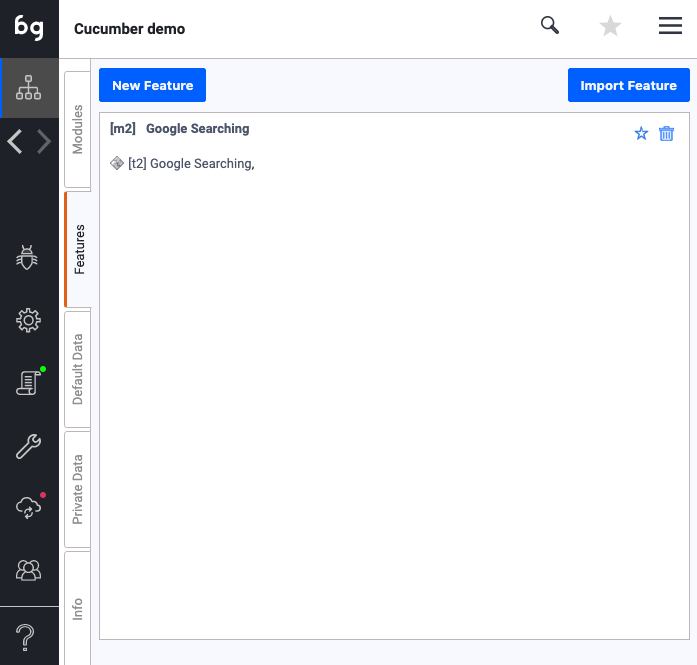 bg
Cucumber demo
New Feature
Import Feature
Modules
Features
Default Data
Private Data
Info
[m2] Google Searching
[t2] Google Searching,